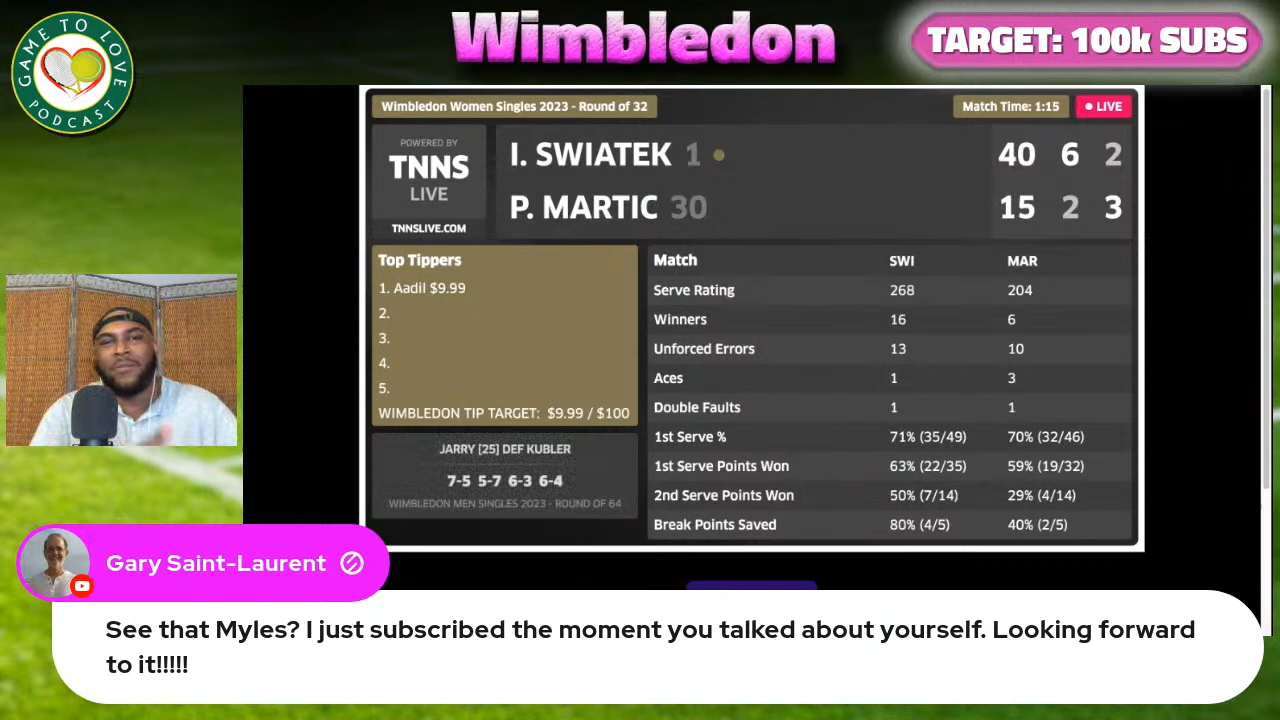 GAME TO LOVE
PODCAST
Wimbledon
TARGET: 100k SUBS
Wimbledon Women Singles 2023 - Round of 32
Match Time: 1:15
LIVE
POWERED BY
TNNS
LIVE
TNNSLIVE.COM
I. SWIATEK 1 40 6 2
P. MARTIC 30 15 2 3
Top Tippers
1. Aadil $9.99
2.
3.
4.
5.
WIMBLEDON TIP TARGET: $9.99 / $100
JARRY [25] DEF KUBLER
7-5 5-7 6-3 6-4
WIMBLEDON MEN SINGLES 2023 - ROUND OF 64
Match SWI MAR
Serve Rating 268 204
Winners 16 6
Unforced Errors 13 10
Aces 1 3
Double Faults 1 1
1st Serve % 71% (35/49) 70% (32/46)
1st Serve Points Won 63% (22/35) 59% (19/32)
2nd Serve Points Won 50% (7/14) 29% (4/14)
Break Points Saved 80% (4/5) 40% (2/5)
Gary Saint-Laurent
See that Myles? I just subscribed the moment you talked about yourself. Looking forward
to it!!!!!